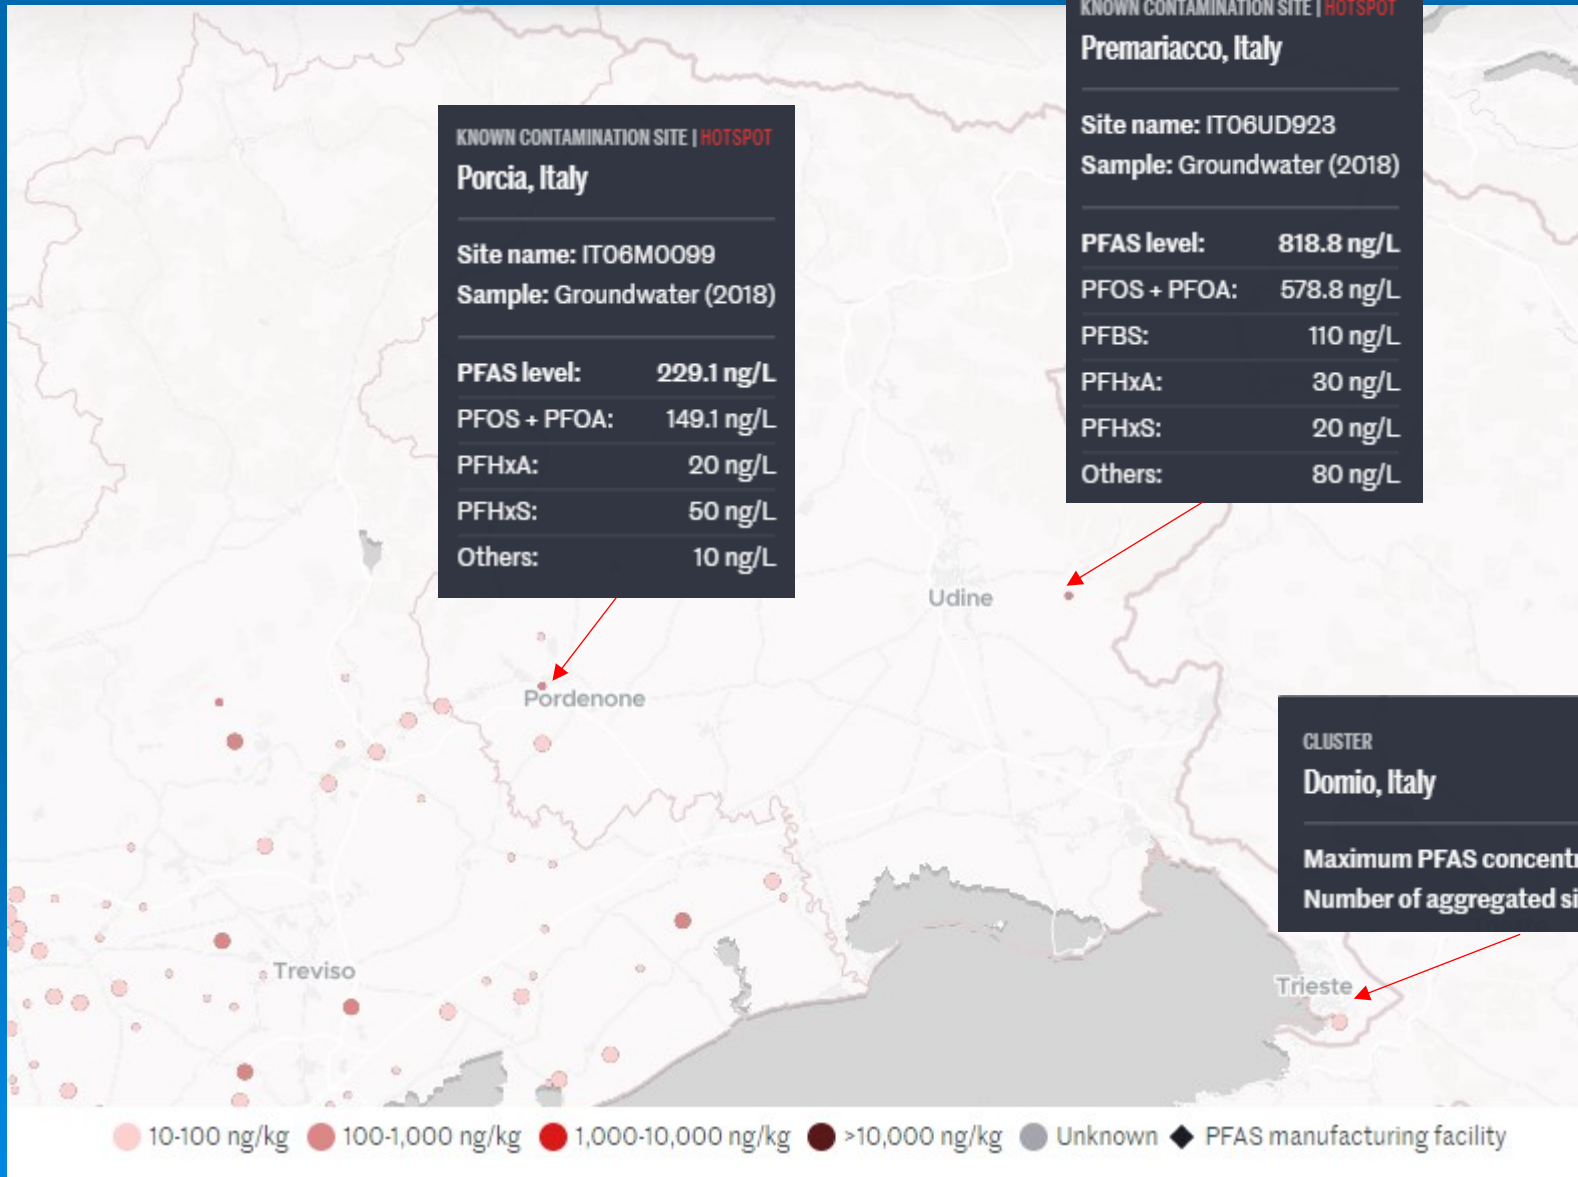 KNOWN CONTAMINATION SITE | HOTSPOT
Premariacco, Italy
Site name: IT06UD923
Sample: Groundwater (2018)
PFAS level: 818.8 ng/L
PFOS + PFOA: 578.8 ng/L
PFBS: 110 ng/L
PFHxA: 30 ng/L
PFHxS: 20 ng/L
Others: 80 ng/L
KNOWN CONTAMINATION SITE | HOTSPOT
Porcia, Italy
Site name: IT06M0099
Sample: Groundwater (2018)
PFAS level: 229.1 ng/L
PFOS + PFOA: 149.1 ng/L
PFHxA: 20 ng/L
PFHxS: 50 ng/L
Others: 10 ng/L
Udine
Pordenone
CLUSTER
Domio, Italy
Maximum PFAS concentr
Number of aggregated si
Treviso
Trieste
10-100 ng/kg 100-1,000 ng/kg 1,000-10,000 ng/kg >10,000 ng/kg Unknown PFAS manufacturing facility